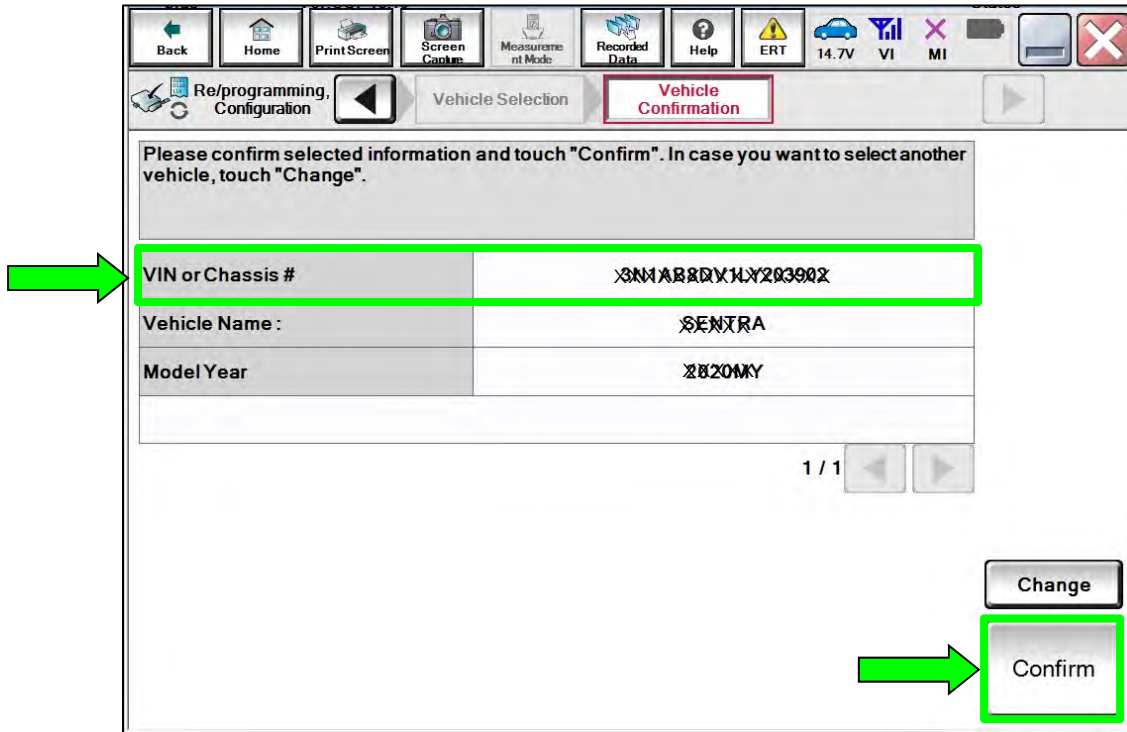 Back
Home
Print Screen
Screen Capture
Measurement Mode
Recorded Data
Help
ERT
14.7V
VI
MI
Re/programming, Configuration
Vehicle Selection
Vehicle Confirmation
Please confirm selected information and touch "Confirm". In case you want to select another
vehicle, touch "Change".
VIN or Chassis #
Vehicle Name : SENTRA
Model Year 2020MY
1 / 1
Change
Confirm